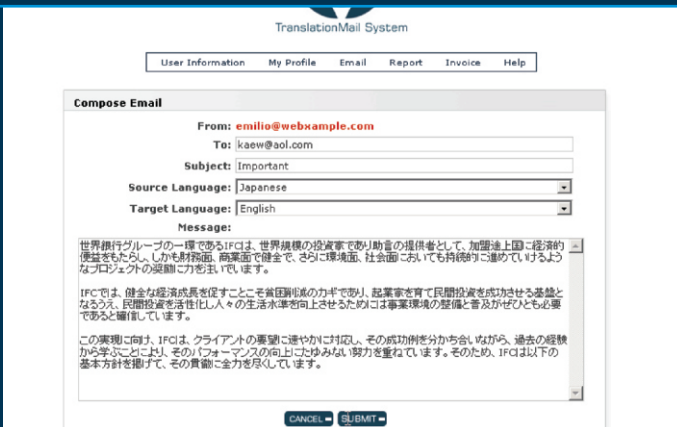 TranslationMail System
User Information My Profile Email Report Invoice Help
Compose Email
From: emilio@webxample.com
To: kaew@aol.com
Subject: Important
Source Language: Japanese
Target Language: English
Message:
世界銀行グループの一環であるIFCは、世界規模の投資家であり助言の提供者として、加盟途上国に経済的
便益をもたらし、しかも財務面、商業面で健全で、さらに環境面、社会面においても持続的に進めていけるよう
なプロジェクトの奨励に力を注いでいます。
IFCでは、健全な経済成長を促すことこそ貧困削減のカギであり、起業家を育て民間投資を成功させる基盤と
なるうえ、民間投資を活性化し人々の生活水準を向上させるためには事業環境の整備と普及がぜひとも必要
であると確信しています。
この実現に向け、IFCは、クライアントの要望に速やかに対応し、その成功例を分かち合いながら、過去の経験
から学ぶことにより、そのパフォーマンスの向上にたゆみない努力を重ねています。そのため、IFCは以下の
基本方針を掲げて、その貫徹に全力を尽くしています。
CANCEL SUBMIT